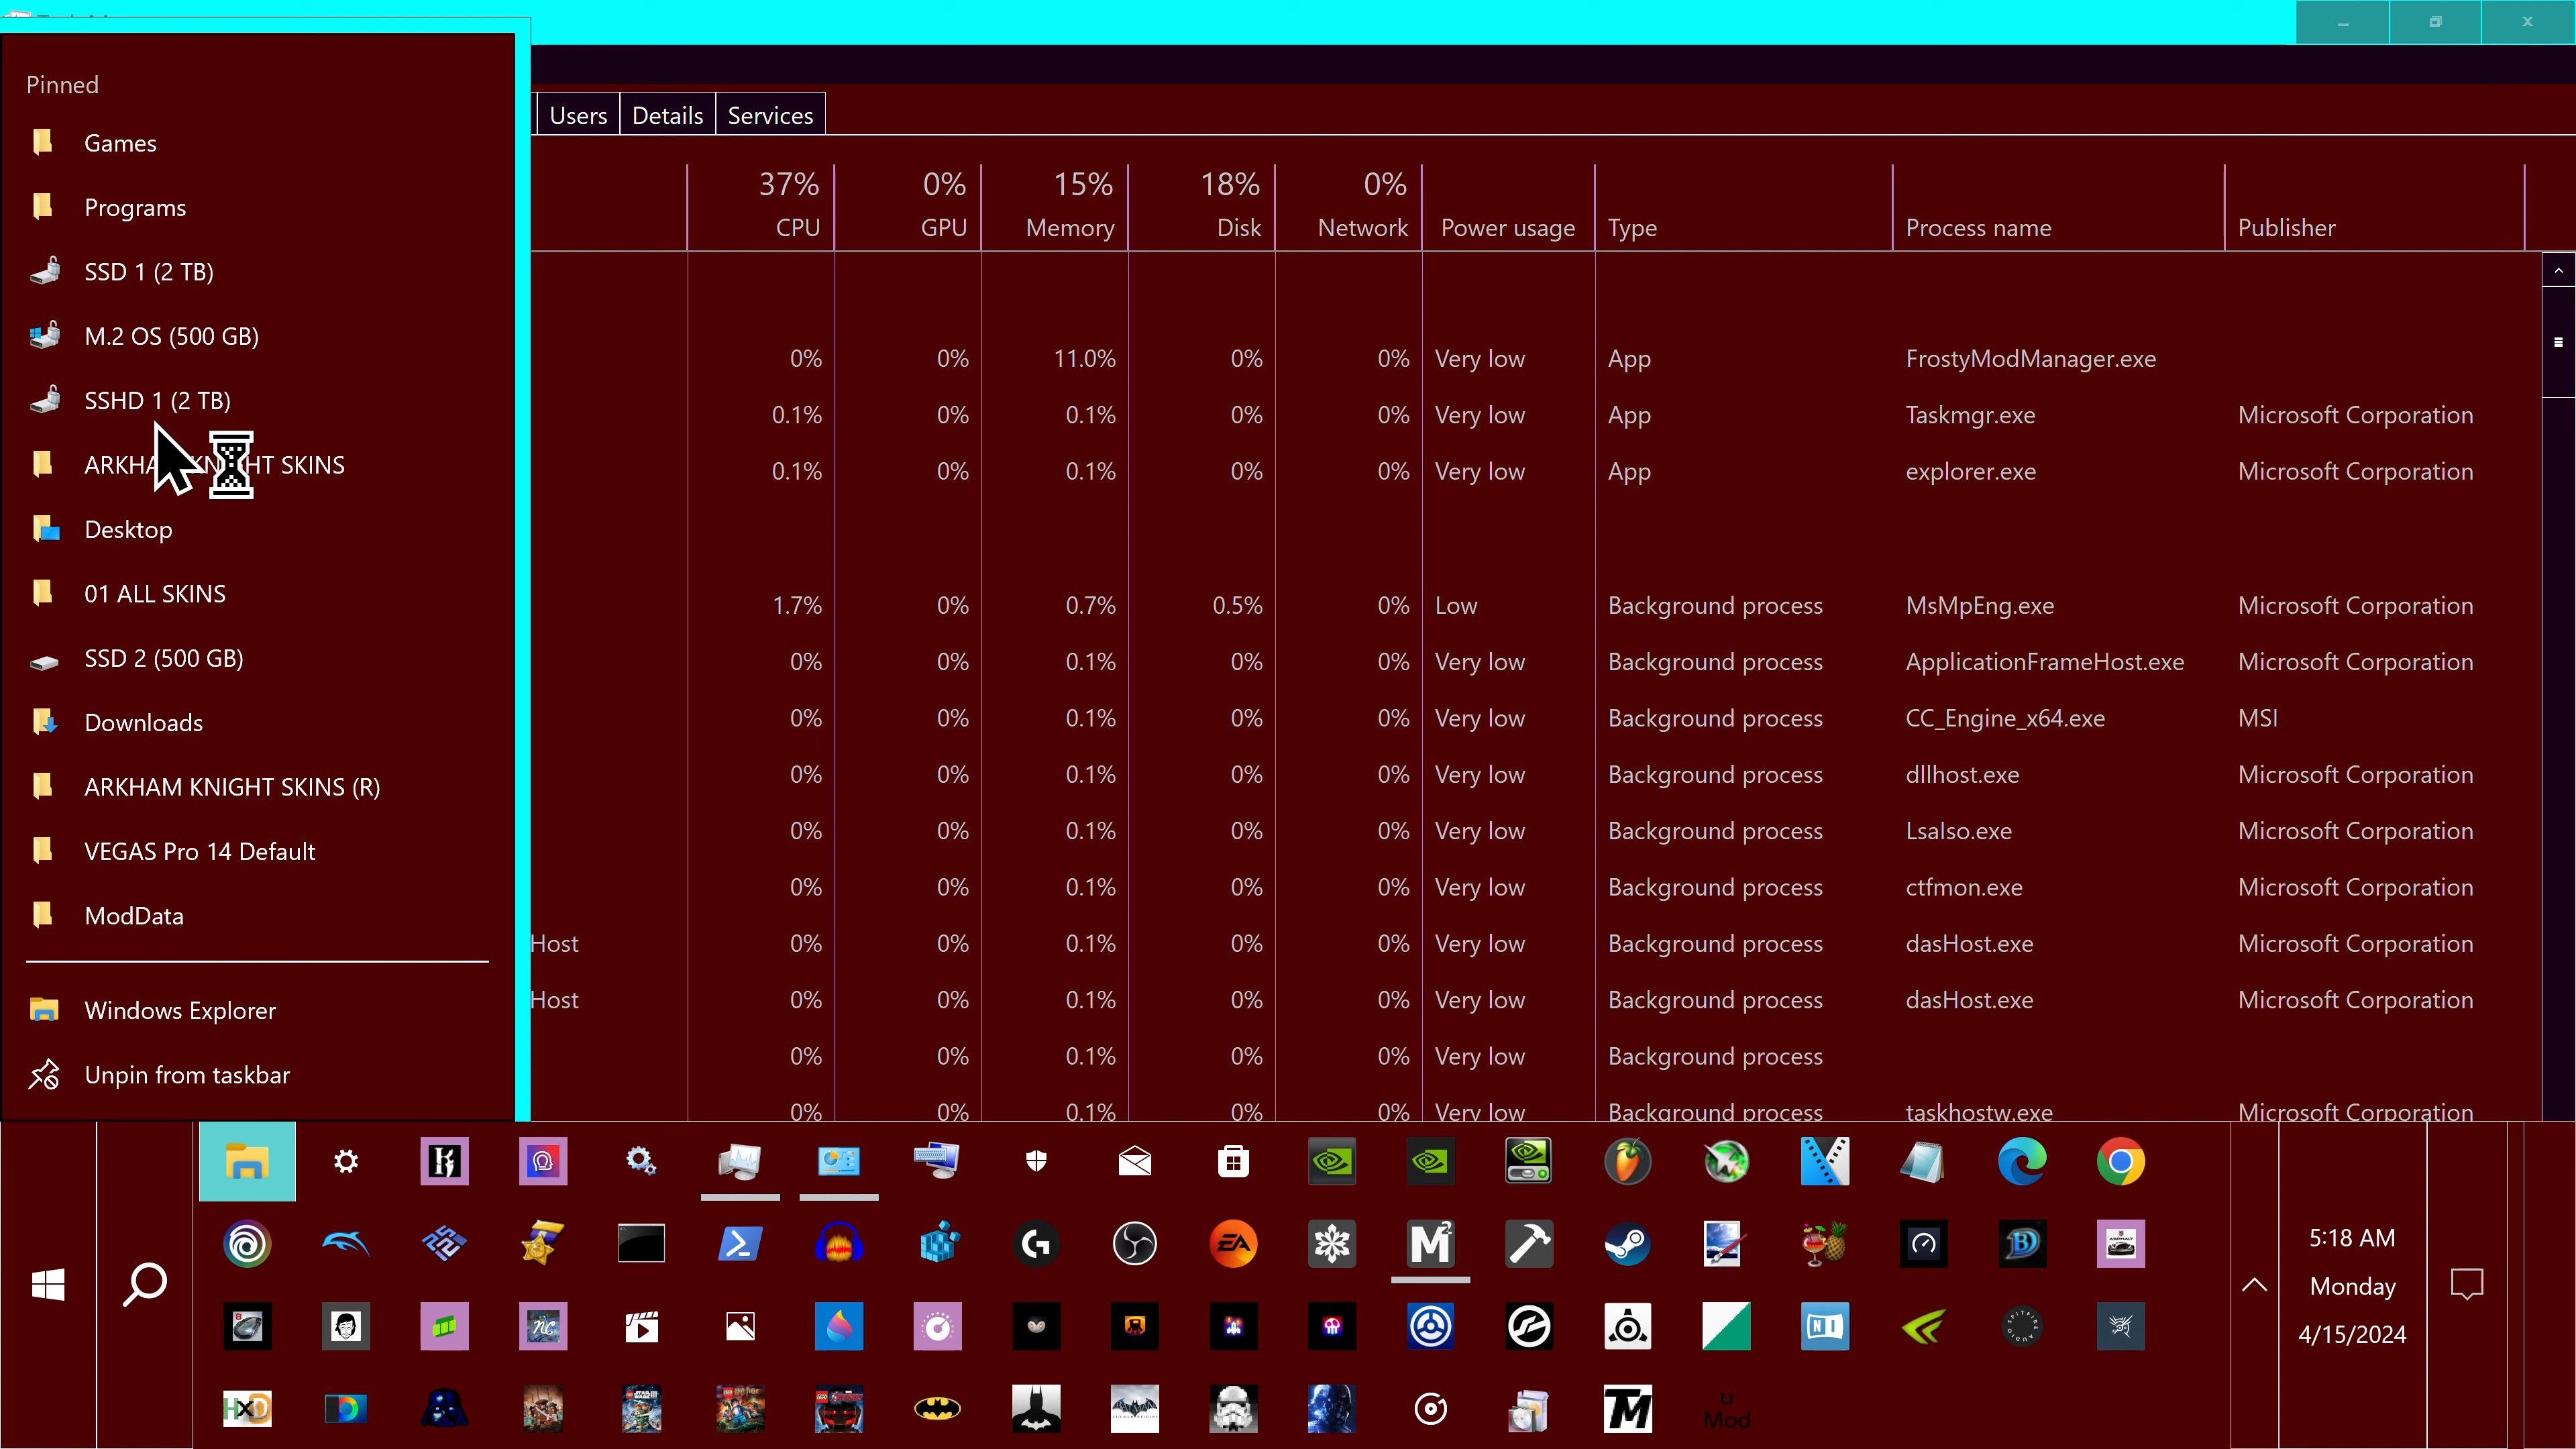 Pinned
Games
Programs
SSD 1 (2 TB)
M.2 OS (500 GB)
SSHD 1 (2 TB)
SKINS
Desktop
01 ALL SKINS
SSD 2 (500 GB)
Downloads
ARKHAM KNIGHT SKINS (R)
VEGAS Pro 14 Default
ModData
Windows Explorer
Unpin from taskbar
Users Details Services
37% 0% 15% 18% 0%
CPU GPU Memory Disk Network Power usage Type Process name Publisher
0% 0% 11.0% 0% 0% Very low App FrostyModManager.exe
0.1% 0% 0.1% 0% 0% Very low App Taskmgr.exe Microsoft Corporation
0.1% 0% 0.1% 0% 0% Very low App explorer.exe Microsoft Corporation
1.7% 0% 0.7% 0.5% 0% Low Background process MsMpEng.exe Microsoft Corporation
0% 0% 0.1% 0% 0% Very low Background process ApplicationFrameHost.exe Microsoft Corporation
0% 0% 0.1% 0% 0% Very low Background process CC_Engine_x64.exe MSI
0% 0% 0.1% 0% 0% Very low Background process dllhost.exe Microsoft Corporation
0% 0% 0.1% 0% 0% Very low Background process LsaIso.exe Microsoft Corporation
0% 0% 0.1% 0% 0% Very low Background process ctfmon.exe Microsoft Corporation
Host 0% 0% 0.1% 0% 0% Very low Background process dasHost.exe Microsoft Corporation
Host 0% 0% 0.1% 0% 0% Very low Background process dasHost.exe Microsoft Corporation
0% 0% 0.1% 0% 0% Very low Background process
0% 0% 0.1% 0% 0% Very low Background process taskhostw.exe Microsoft Corporation
EA M2
NI
HxD TM u
Mod
5:18 AM
Monday
4/15/2024